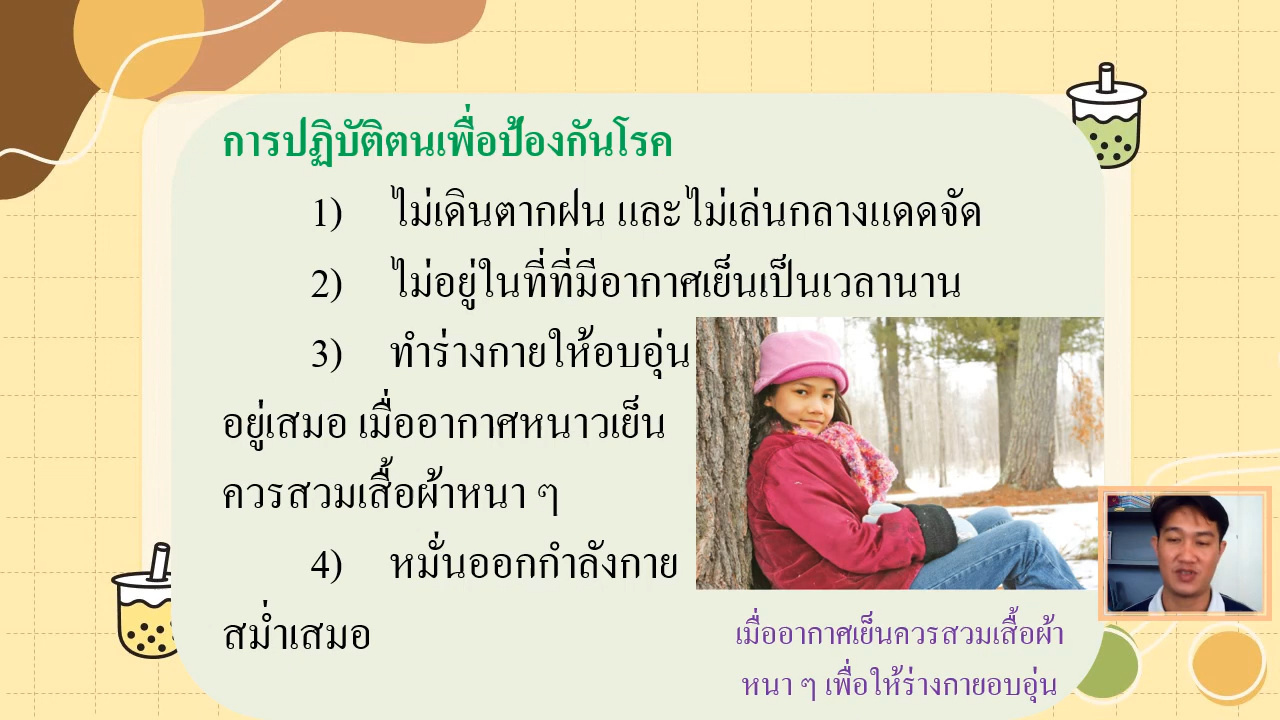 การปฏิบัติตนเพื่อป้องกันโรค
1) ไม่เดินตากฝน และไม่เล่นกลางแดดจัด
2) ไม่อยู่ในที่ที่มีอากาศเย็นเป็นเวลานาน
3) ทำร่างกายให้อบอุ่น
อยู่เสมอ เมื่ออากาศหนาวเย็น
ควรสวมเสื้อผ้าหนา ๆ
4) หมั่นออกกำลังกาย
สม่ำเสมอ
เมื่ออากาศเย็นควรสวมเสื้อผ้า
หนา ๆ เพื่อให้ร่างกายอบอุ่น